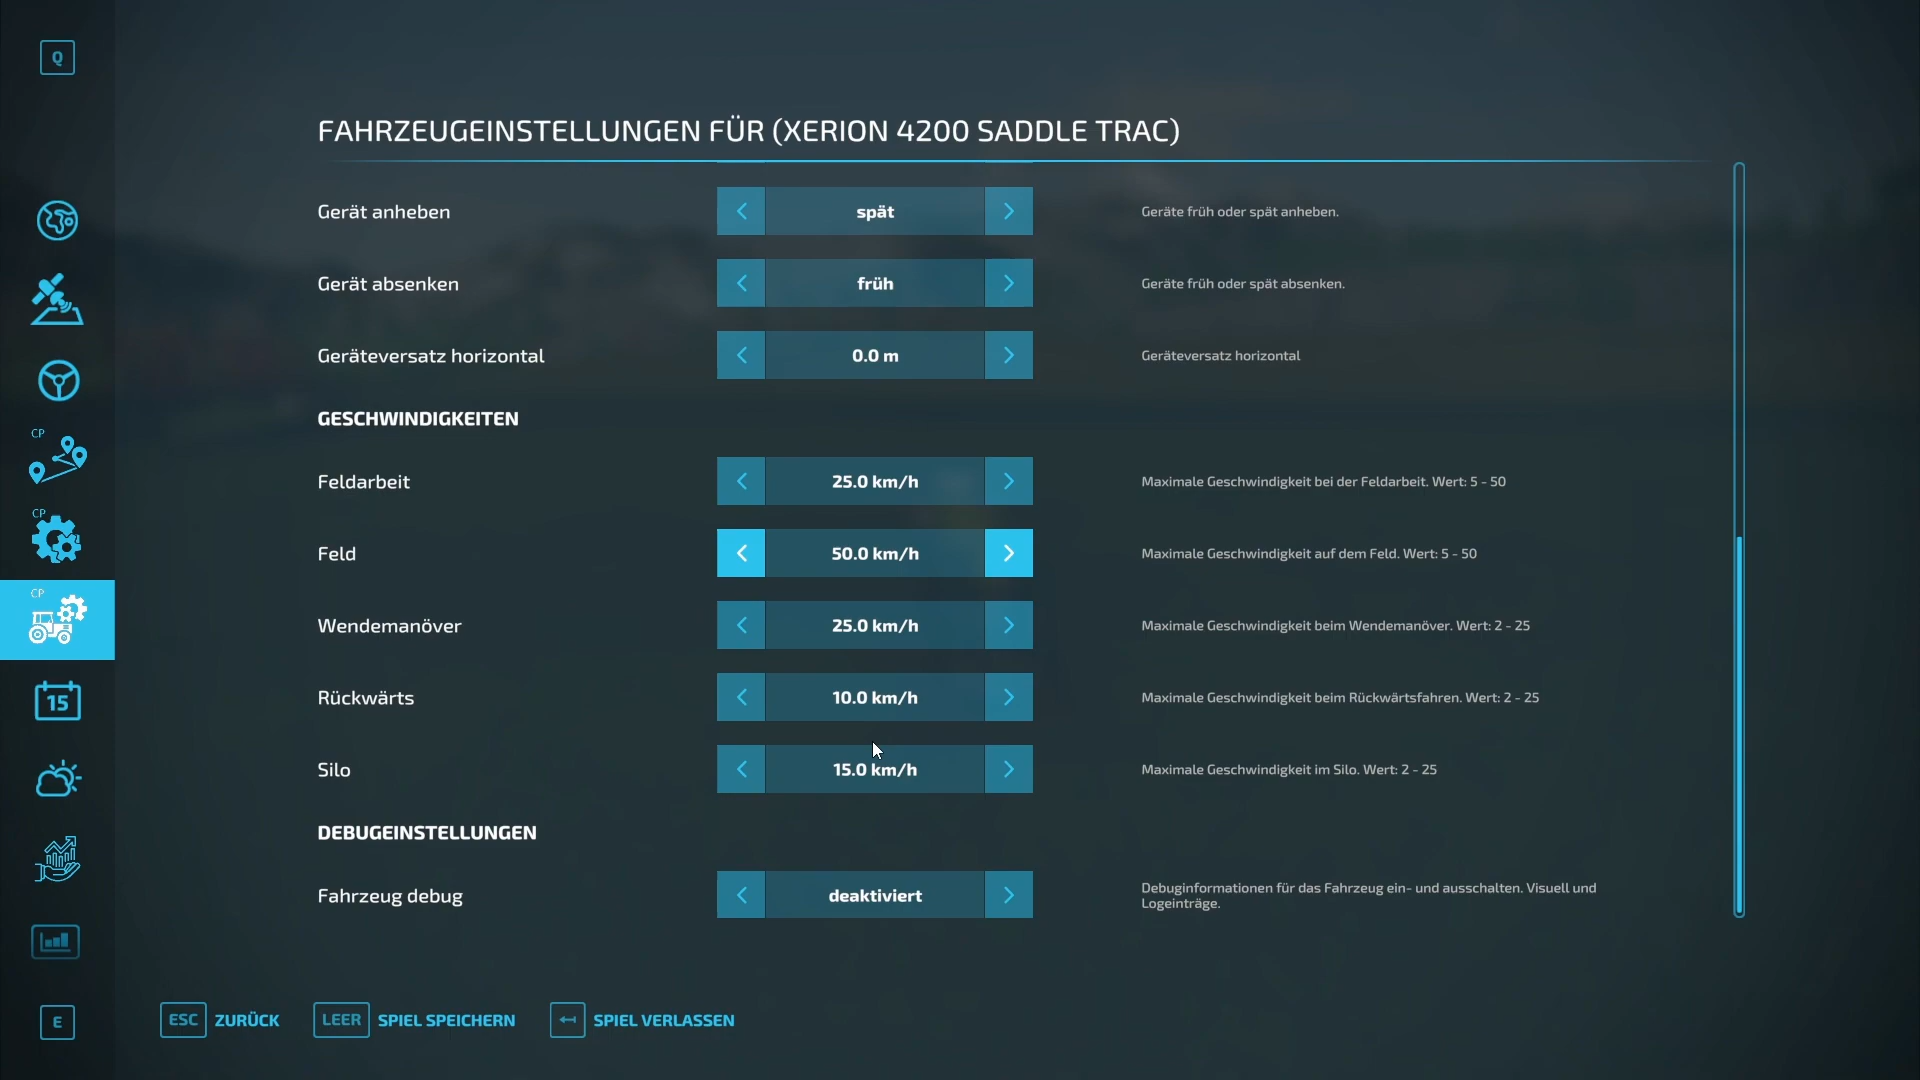 Q
FAHRZEUGEINSTELLUNGEN FÜR (XERION 4200 SADDLE TRAC)
Gerät anheben spät Geräte früh oder spät anheben.
Gerät absenken früh Geräte früh oder spät absenken.
Geräteversatz horizontal 0.0 m Geräteversatz horizontal
GESCHWINDIGKEITEN
CP
Feldarbeit 25.0 km/h Maximale Geschwindigkeit bei der Feldarbeit. Wert: 5 - 50
CP
Feld 50.0 km/h Maximale Geschwindigkeit auf dem Feld. Wert: 5 - 50
CP
Wendemanöver 25.0 km/h Maximale Geschwindigkeit beim Wendemanöver. Wert: 2 - 25
15
Rückwärts 10.0 km/h Maximale Geschwindigkeit beim Rückwärtsfahren. Wert: 2 - 25
Silo 15.0 km/h Maximale Geschwindigkeit im Silo. Wert: 2 - 25
DEBUGEINSTELLUNGEN
Fahrzeug debug deaktiviert Debuginformationen für das Fahrzeug ein- und ausschalten. Visuell und
Logeinträge.
E
ESC ZURÜCK LEER SPIEL SPEICHERN SPIEL VERLASSEN